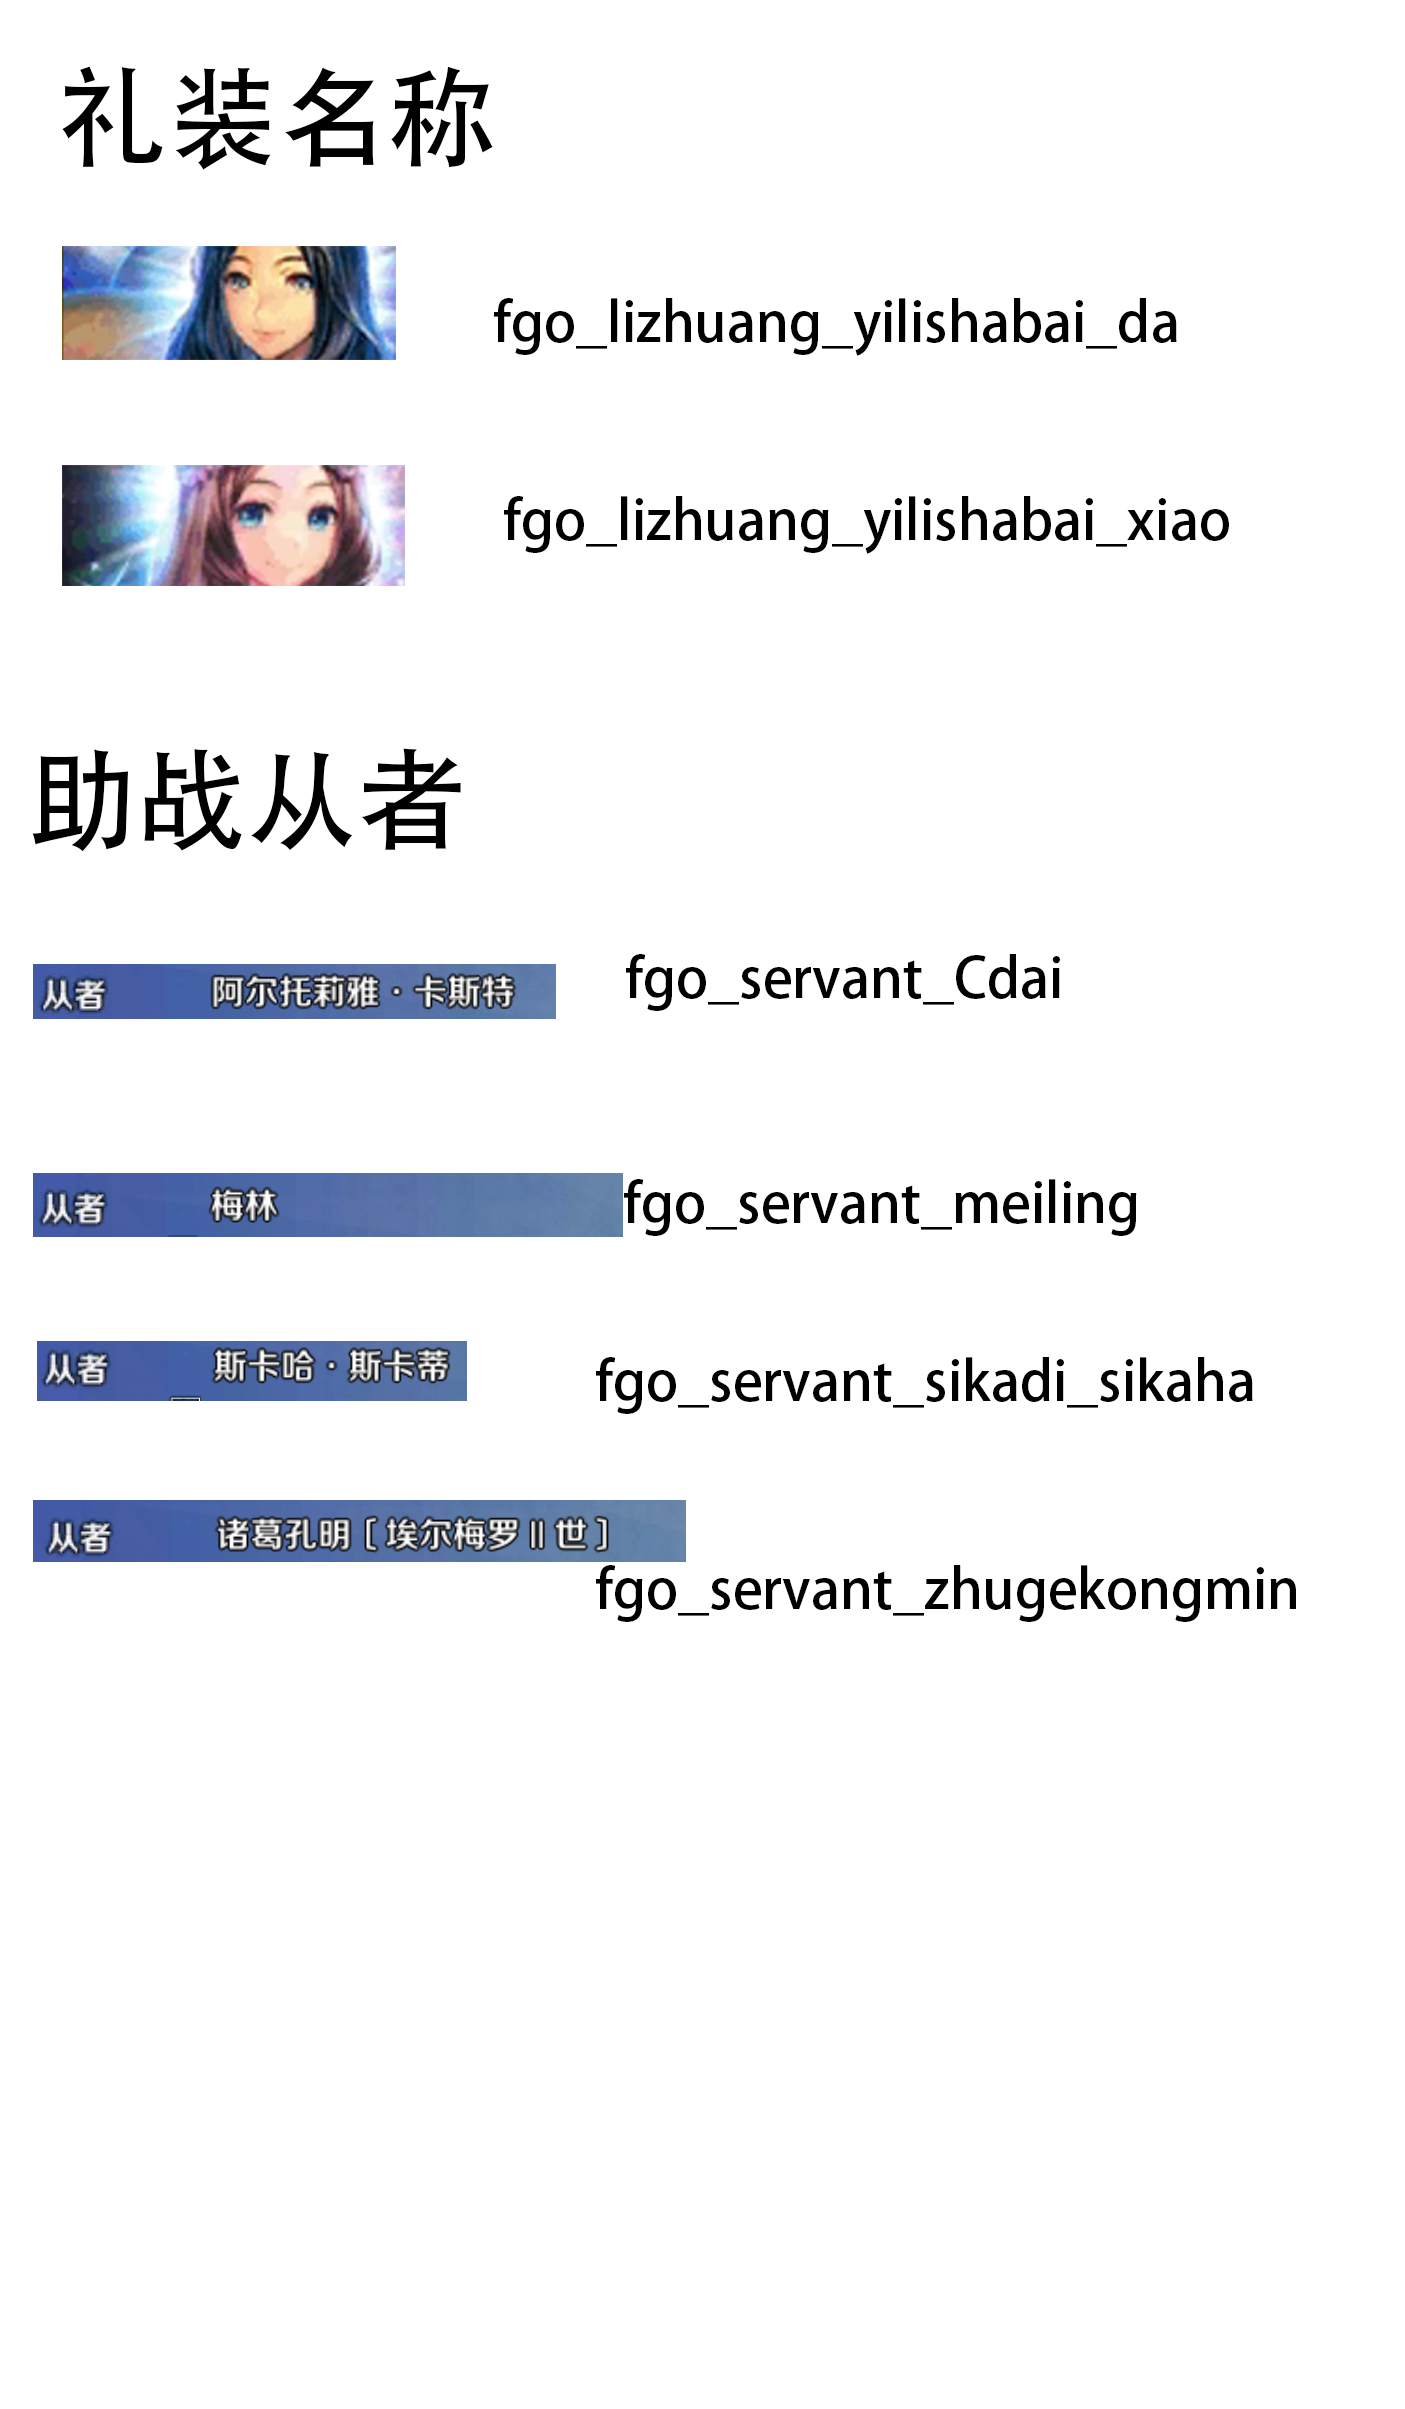 礼装名称
fgo_lizhuang_yilishabai_da
fgo_lizhuang_yilishabai_xiao
助战从者
从者 阿尔托莉雅·卡斯特 fgo_servant_Cdai
从者 梅林 fgo_servant_meiling
从者 斯卡哈·斯卡蒂 fgo_servant_sikadi_sikaha
从者 诸葛孔明[埃尔梅罗Ⅱ世]
fgo_servant_zhugekongmin